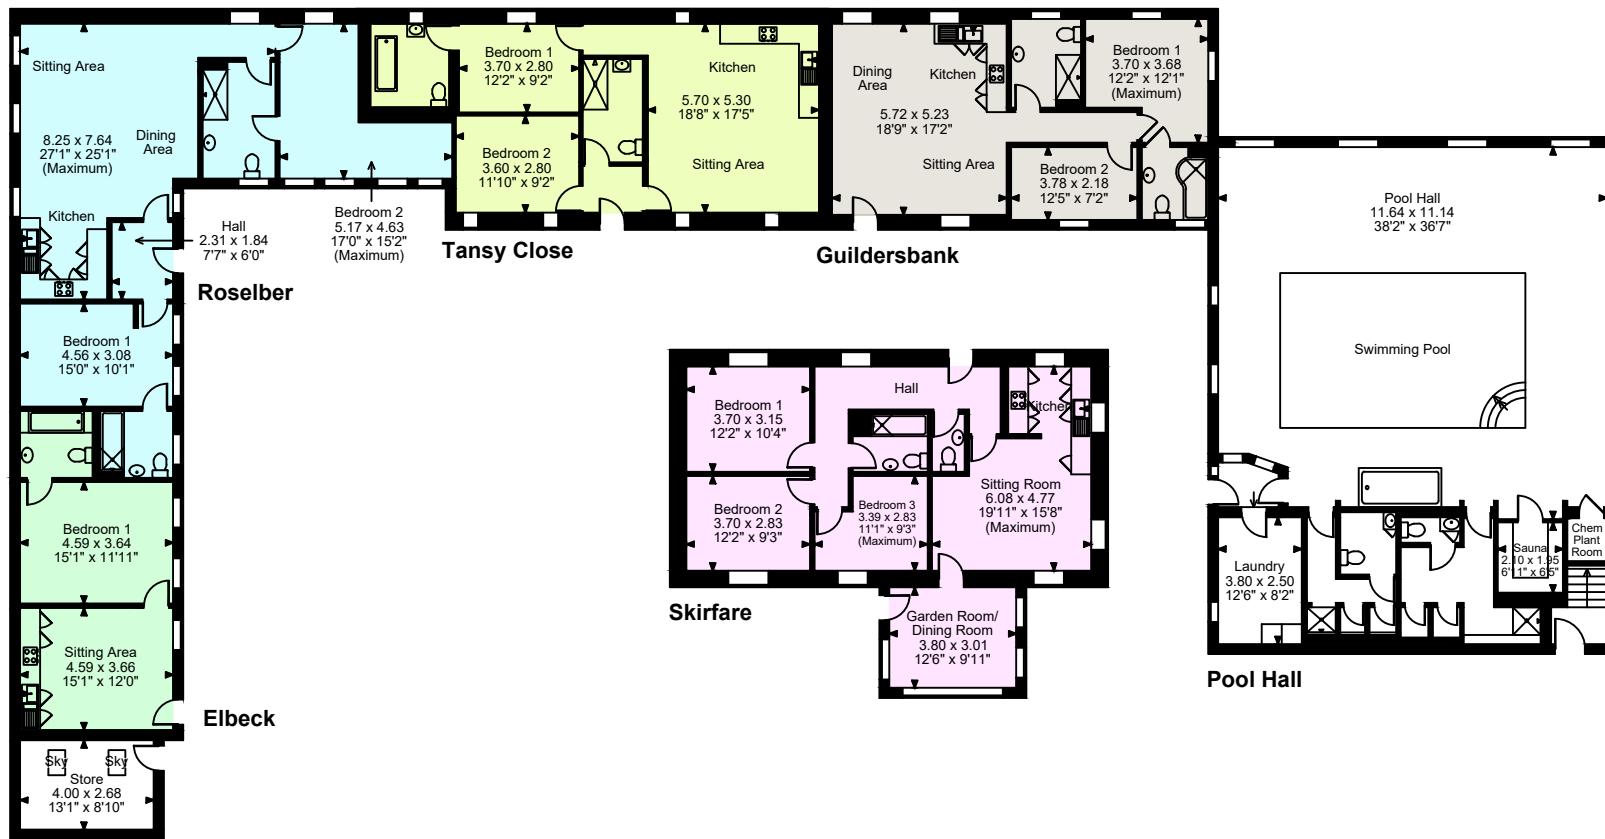 Sitting Area
8.25 x 7.64
27'1" x 25'1"
(Maximum)
Dining
Area
Kitchen
Hall
2.31 x 1.84
7'7" x 6'0"
Bedroom 2
5.17 x 4.63
17'0" x 15'2"
(Maximum)
Roselber
Bedroom 1
4.56 x 3.08
15'0" x 10'1"
Bedroom 1
3.70 x 2.80
12'2" x 9'2"
Bedroom 2
3.60 x 2.80
11'10" x 9'2"
Kitchen
5.70 x 5.30
18'8" x 17'5"
Sitting Area
Tansy Close
Dining
Area
Kitchen
5.72 x 5.23
18'9" x 17'2"
Sitting Area
Bedroom 1
3.70 x 3.68
12'2" x 12'1"
(Maximum)
Bedroom 2
3.78 x 2.18
12'5" x 7'2"
Guildersbank
Pool Hall
11.64 x 11.14
38'2" x 36'7"
Swimming Pool
Laundry
3.80 x 2.50
12'6" x 8'2"
Sauna
2.10 x 1.95
6'11" x 6'5"
Chem
Plant
Room
Pool Hall
Bedroom 1
4.59 x 3.64
15'1" x 11'11"
Sitting Area
4.59 x 3.66
15'1" x 12'0"
Elbeck
Sky
Sky
Store
4.00 x 2.68
13'1" x 8'10"
Bedroom 1
3.70 x 3.15
12'2" x 10'4"
Hall
Kitchen
Bedroom 2
3.70 x 2.83
12'2" x 9'3"
Bedroom 3
3.39 x 2.83
11'1" x 9'3"
(Maximum)
Sitting Room
6.08 x 4.77
19'11" x 15'8"
(Maximum)
Skirfare
Garden Room/
Dining Room
3.80 x 3.01
12'6" x 9'11"